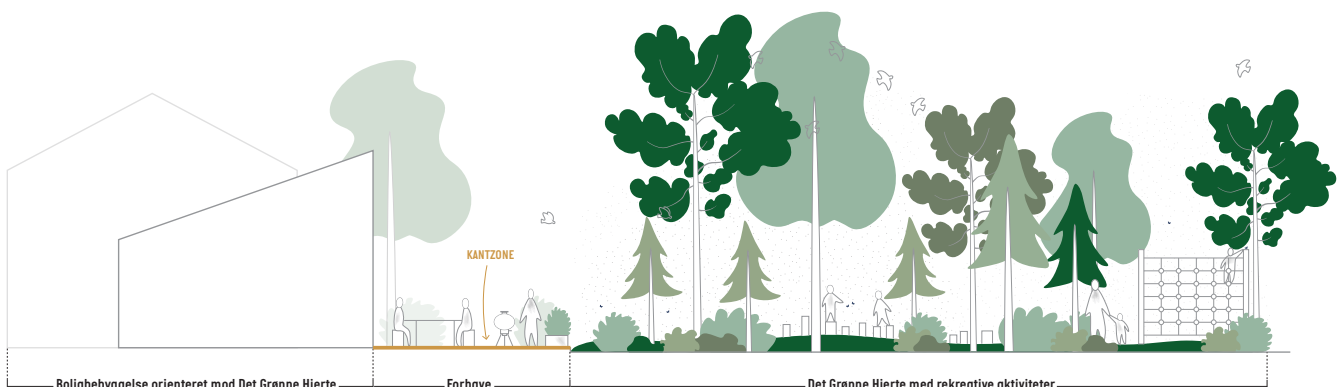 KANTZONE
Boligbebyggelse orienteret mod Det Grønne Hjerte
Forhave
Det Grønne Hjerte med rekreative aktiviteter